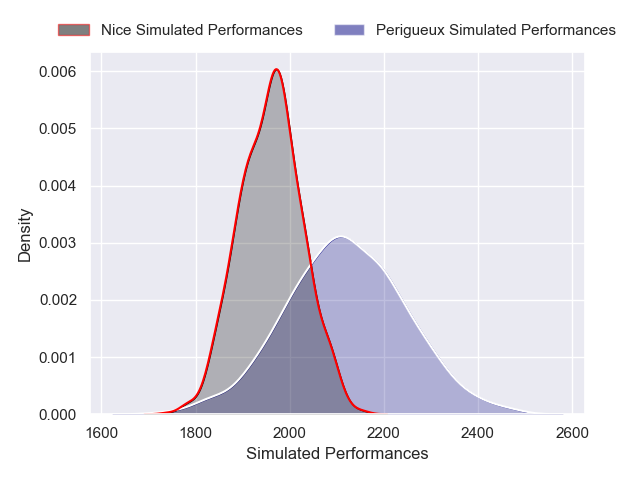 Nice Simulated Performances
Perigueux Simulated Performances
0.006
0.005
0.004
0.003
0.002
0.001
0.000
Density
1600 1800 2000 2200 2400 2600
Simulated Performances